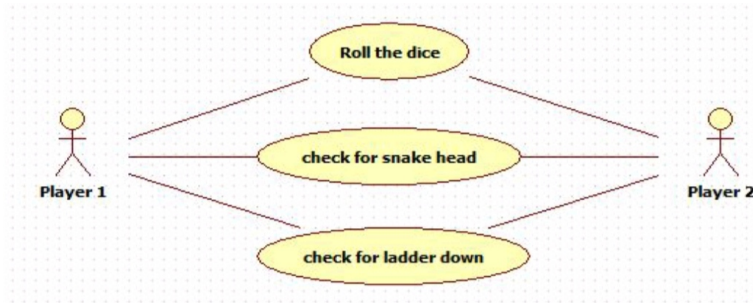 Roll the dice
check for snake head
Player 1
Player 2
check for ladder down